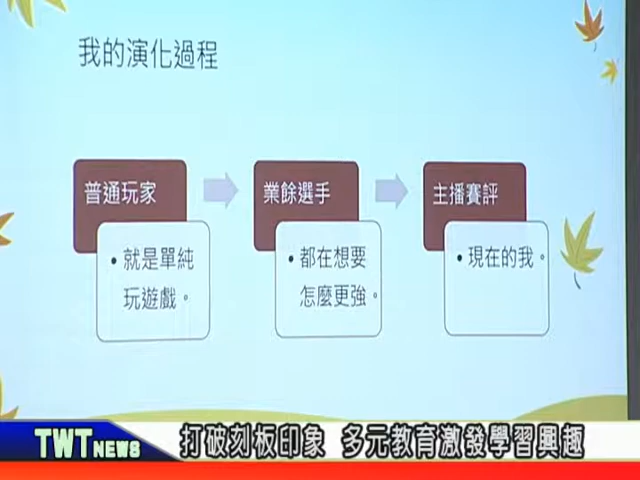 我的演化過程
普通玩家
業餘選手
主播賽評
• 就是單純
玩遊戲。
• 都在想要
怎麼更強。
• 現在的我。
TWT NEWS
打破刻板印象 多元教育激發學習興趣